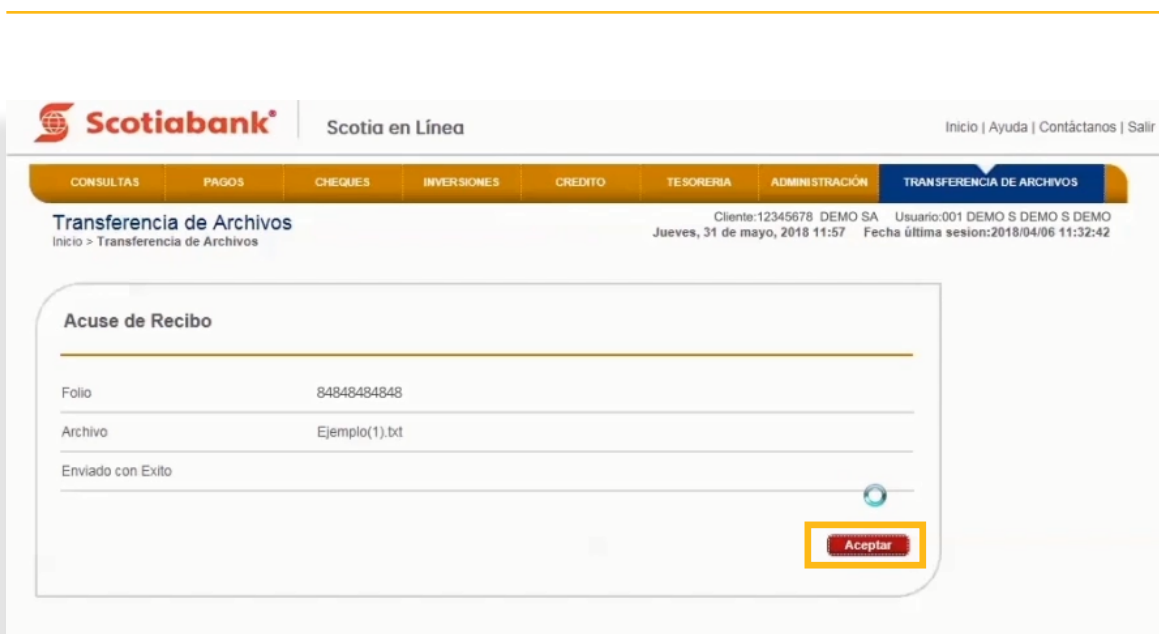 Scotiabank® Scotia en Línea Inicio | Ayuda | Contáctanos | Salir
CONSULTAS PAGOS CHEQUES INVERSIONES CREDITO TESORERIA ADMINISTRACIÓN TRANSFERENCIA DE ARCHIVOS
Transferencia de Archivos Cliente:12345678 DEMO SA Usuario:001 DEMO S DEMO S DEMO
Inicio > Transferencia de Archivos Jueves, 31 de mayo, 2018 11:57 Fecha última sesion:2018/04/06 11:32:42
Acuse de Recibo
Folio 84848484848
Archivo Ejemplo(1).txt
Enviado con Exito
Aceptar